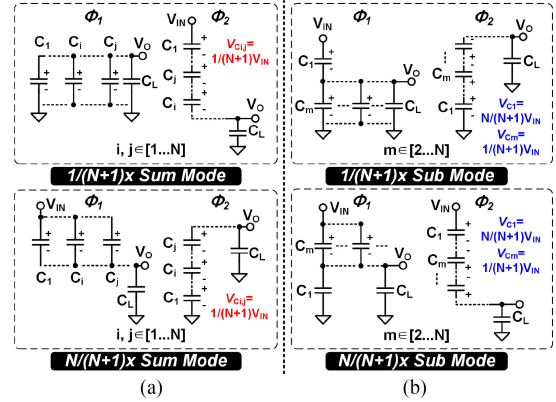 Φ1
Φ2
VIN
C1
Ci
Cj
VO
CL
C1
Cj
Ci
VCi,j=
1/(N+1)VIN
VO
CL
i, j∈[1...N]
1/(N+1)x Sum Mode
Φ1
Φ2
VIN
C1
Cm
VO
CL
Cm
C1
VO
CL
VC1=
N/(N+1)VIN
VCm=
1/(N+1)VIN
m∈[2...N]
1/(N+1)x Sub Mode
VIN
Φ1
Φ2
C1
Ci
Cj
VO
CL
Cj
Ci
C1
VO
CL
VCi,j=
1/(N+1)VIN
i, j∈[1...N]
N/(N+1)x Sum Mode
VIN
Φ1
Φ2
Cm
C1
VO
CL
VIN
C1
Cm
VO
CL
VC1=
N/(N+1)VIN
VCm=
1/(N+1)VIN
m∈[2...N]
N/(N+1)x Sub Mode
(a)
(b)